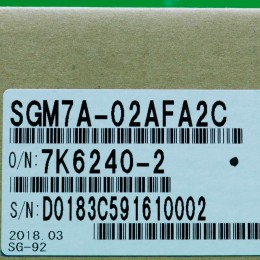 SGM7A-02AFA2C
O/N: 7K6240-2
S/N: D0183C591610002
2018.03
SG-92